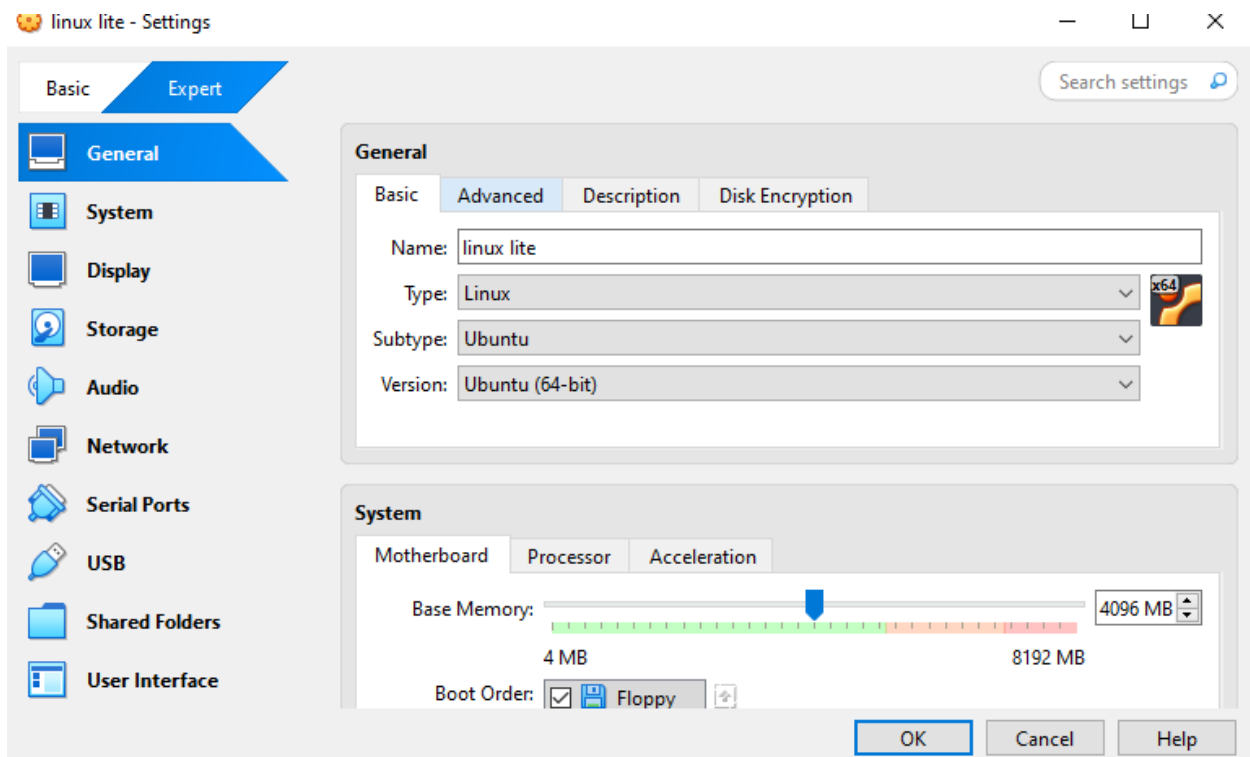 linux lite - Settings
Basic Expert
Search settings
General
System
Display
Storage
Audio
Network
Serial Ports
USB
Shared Folders
User Interface
General
Basic Advanced Description Disk Encryption
Name: linux lite
Type: Linux
x64
Subtype: Ubuntu
Version: Ubuntu (64-bit)
System
Motherboard Processor Acceleration
Base Memory: 4096 MB
4 MB 8192 MB
Boot Order: Floppy
OK Cancel Help